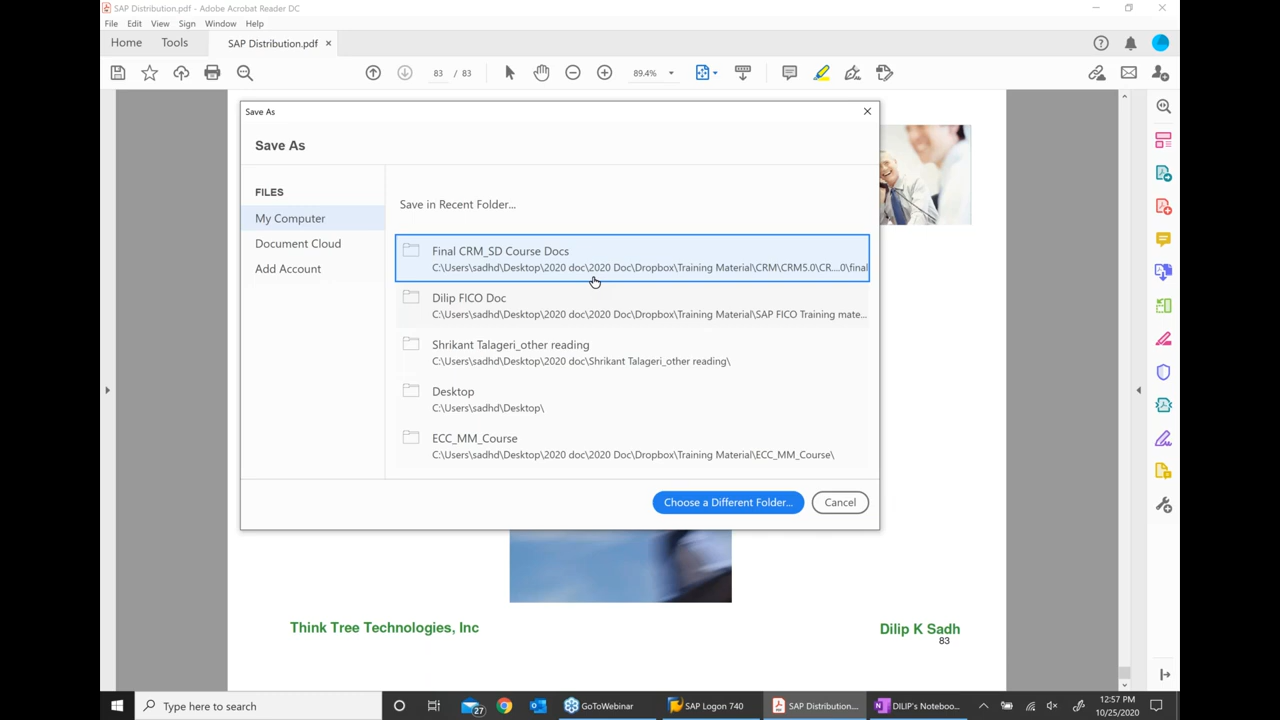 SAP Distribution.pdf - Adobe Acrobat Reader DC
File Edit View Sign Window Help
Home Tools SAP Distribution.pdf ×
83 / 83 89.4%
Save As
Save As
FILES
My Computer
Document Cloud
Add Account
Save in Recent Folder...
Final CRM_SD Course Docs
C:\Users\sadhd\Desktop\2020 doc\2020 Doc\Dropbox\Training Material\CRM\CRM5.0\CR....0\final
Dilip FICO Doc
C:\Users\sadhd\Desktop\2020 doc\2020 Doc\Dropbox\Training Material\SAP FICO Training mate...
Shrikant Talageri_other reading
C:\Users\sadhd\Desktop\2020 doc\Shrikant Talageri_other reading\
Desktop
C:\Users\sadhd\Desktop\
ECC_MM_Course
C:\Users\sadhd\Desktop\2020 doc\2020 Doc\Dropbox\Training Material\ECC_MM_Course\
Choose a Different Folder... Cancel
Think Tree Technologies, Inc Dilip K Sadh
83
Type here to search 27 GoToWebinar SAP Logon 740 SAP Distribution.... DILIP's Noteboo... 12:57 PM
10/25/2020